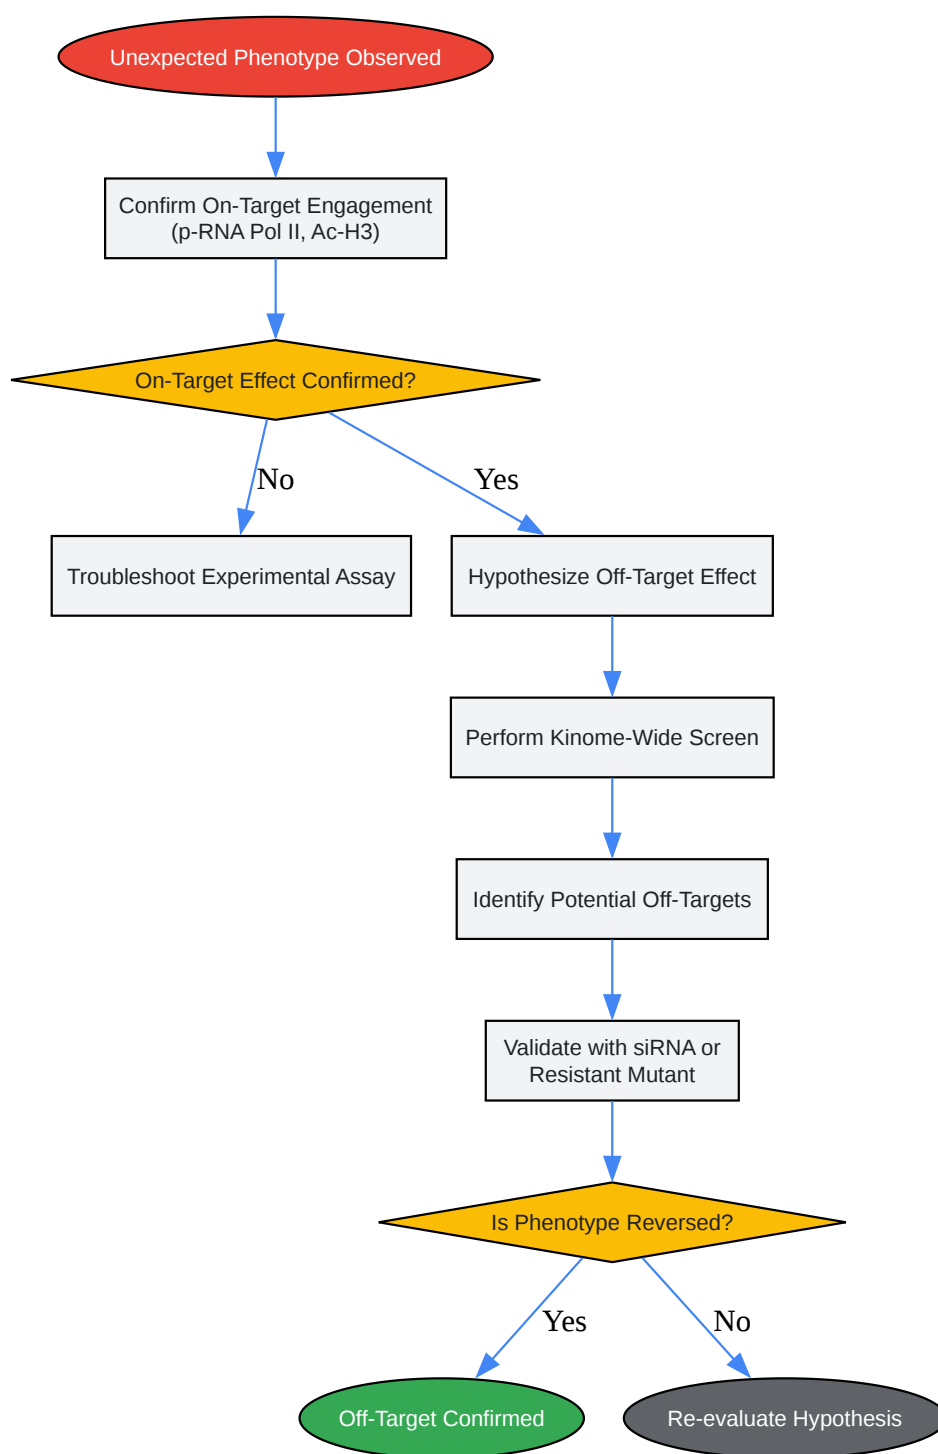 Unexpected Phenotype Observed
Confirm On-Target Engagement
(p-RNA Pol II, Ac-H3)
On-Target Effect Confirmed?
No
Yes
Troubleshoot Experimental Assay
Hypothesize Off-Target Effect
Perform Kinome-Wide Screen
Identify Potential Off-Targets
Validate with siRNA or
Resistant Mutant
Is Phenotype Reversed?
Yes
No
Off-Target Confirmed
Re-evaluate Hypothesis